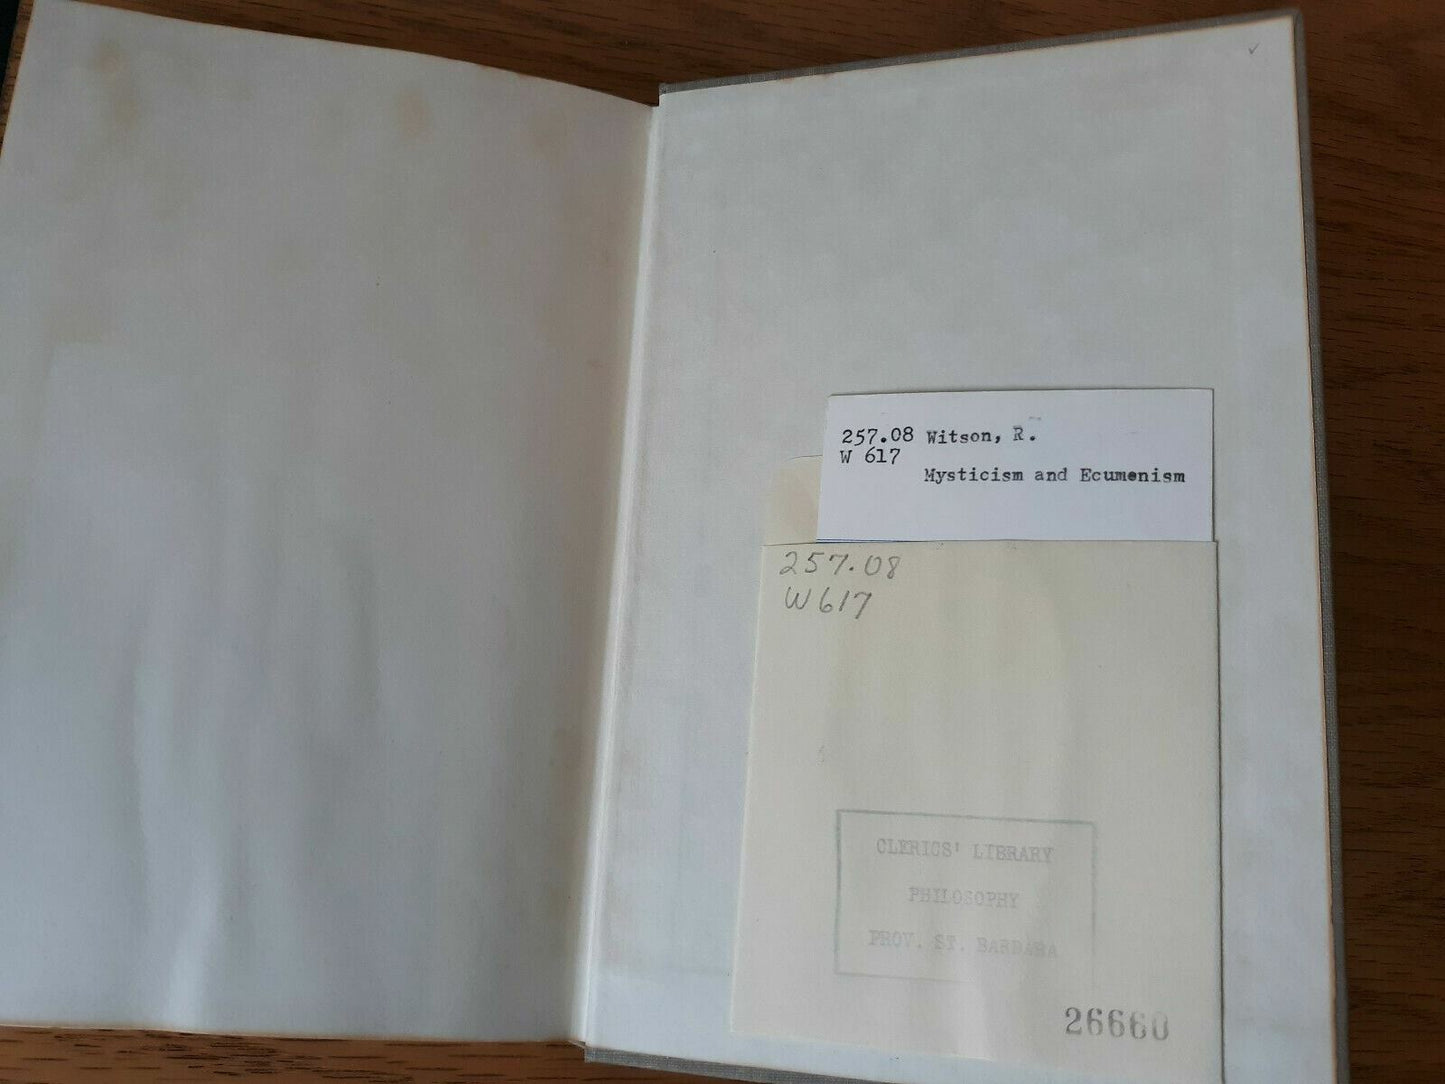 257.08 Witson, R.
W 617
Mysticism and Ecumenism
257.08
W617
CLERICS' LIBRARY
PHILOSOPHY
PROV. ST. BARBARA
26660